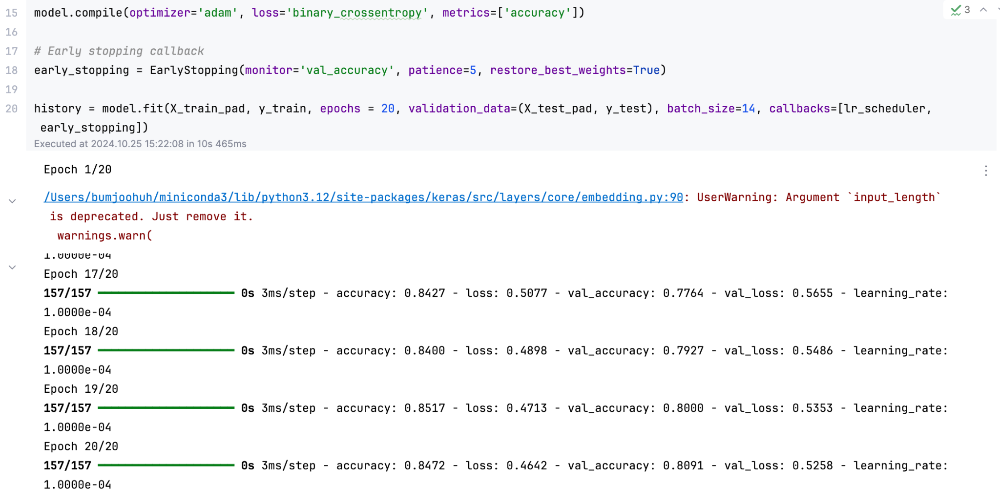 15 model.compile(optimizer='adam', loss='binary_crossentropy', metrics=['accuracy'])
3
16
17 # Early stopping callback
18 early_stopping = EarlyStopping(monitor='val_accuracy', patience=5, restore_best_weights=True)
19
20 history = model.fit(X_train_pad, y_train, epochs = 20, validation_data=(X_test_pad, y_test), batch_size=14, callbacks=[lr_scheduler,
early_stopping])
Executed at 2024.10.25 15:22:08 in 10s 465ms
Epoch 1/20
/Users/bumjoohuh/miniconda3/lib/python3.12/site-packages/keras/src/layers/core/embedding.py:90: UserWarning: Argument `input_length`
is deprecated. Just remove it.
warnings.warn(
1.0000e-04
Epoch 17/20
157/157 0s 3ms/step - accuracy: 0.8427 - loss: 0.5077 - val_accuracy: 0.7764 - val_loss: 0.5655 - learning_rate:
1.0000e-04
Epoch 18/20
157/157 0s 3ms/step - accuracy: 0.8400 - loss: 0.4898 - val_accuracy: 0.7927 - val_loss: 0.5486 - learning_rate:
1.0000e-04
Epoch 19/20
157/157 0s 3ms/step - accuracy: 0.8517 - loss: 0.4713 - val_accuracy: 0.8000 - val_loss: 0.5353 - learning_rate:
1.0000e-04
Epoch 20/20
157/157 0s 3ms/step - accuracy: 0.8472 - loss: 0.4642 - val_accuracy: 0.8091 - val_loss: 0.5258 - learning_rate:
1.0000e-04